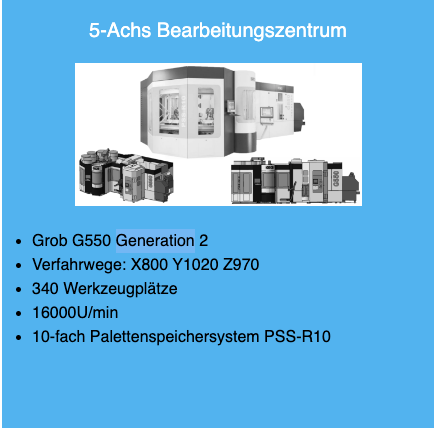 5-Achs Bearbeitungszentrum
G550
Grob G550 Generation 2
Verfahrwege: X800 Y1020 Z970
340 Werkzeugplätze
16000U/min
10-fach Palettenspeichersystem PSS-R10